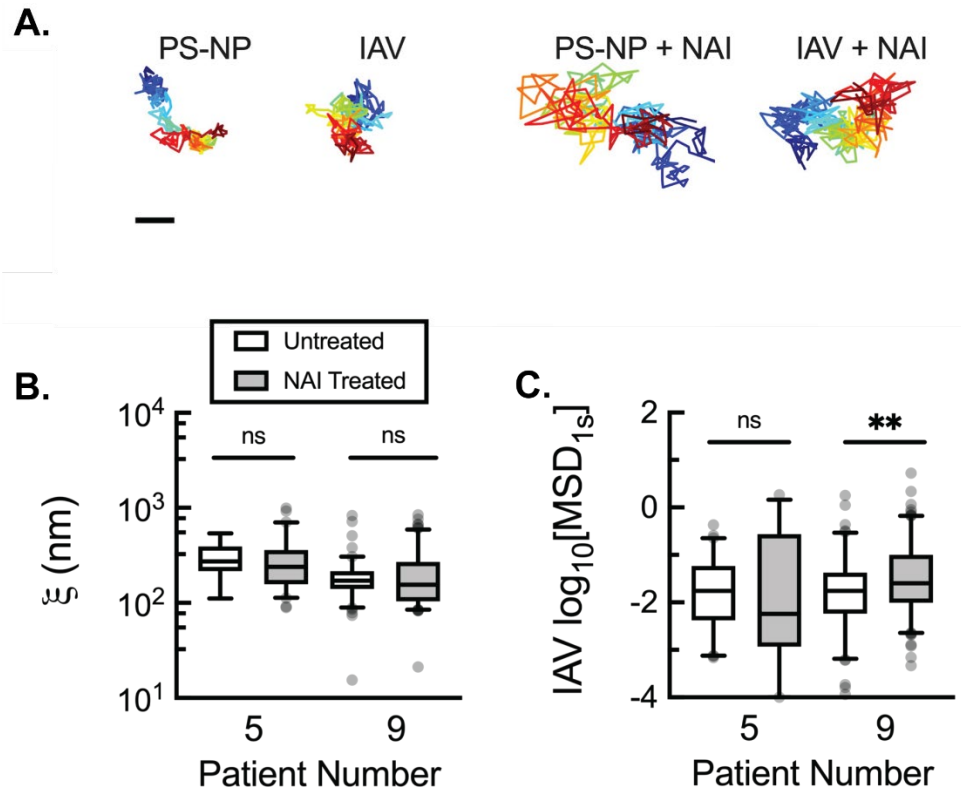 A.
PS-NP IAV PS-NP + NAI IAV + NAI
Untreated
NAI Treated
B.
ξ (nm)
10⁴
10³
10²
10¹
ns ns
5 9
Patient Number
C.
IAV log₁₀[MSD₁ₛ]
2
0
-2
-4
ns **
5 9
Patient Number